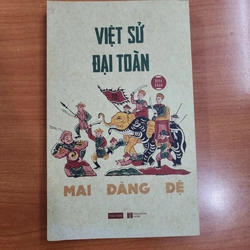 VIỆT SỬ
ĐẠI TOÀN
MAI ĐĂNG ĐỆ